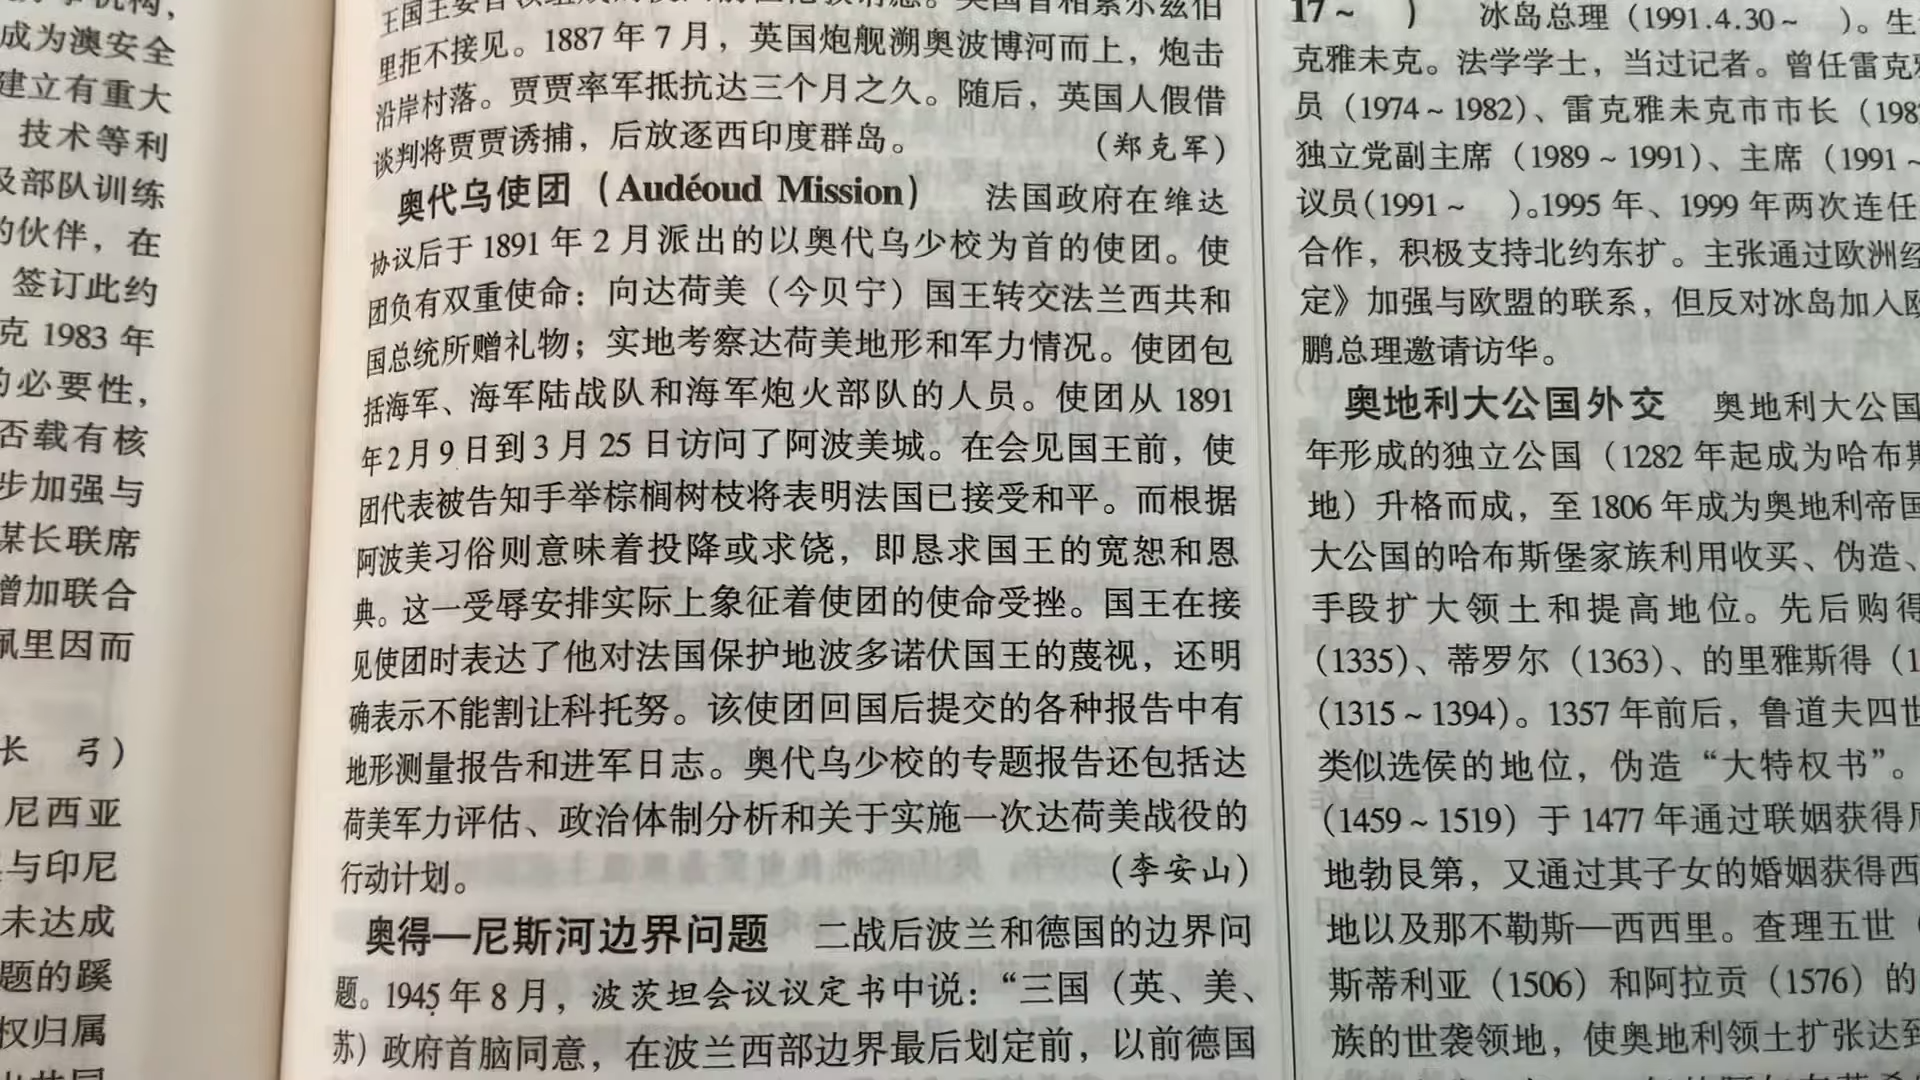 成为澳安全
建立有重大
技术等利
及部队训练
的伙伴，在
签订此约
克 1983 年
的必要性，
否载有核
步加强与
谋长联席
增加联合
佩里因而
长 弓）
尼西亚
与印尼
未达成
题的蹊
权归属
里拒不接见。1887 年 7 月，英国炮舰溯奥波博河而上，炮击
沿岸村落。贾贾率军抵抗达三个月之久。随后，英国人假借
谈判将贾贾诱捕，后放逐西印度群岛。 （郑克军）
奥代乌使团（Audéoud Mission） 法国政府在维达
协议后于 1891 年 2 月派出的以奥代乌少校为首的使团。使
团负有双重使命：向达荷美（今贝宁）国王转交法兰西共和
国总统所赠礼物；实地考察达荷美地形和军力情况。使团包
括海军、海军陆战队和海军炮火部队的人员。使团从 1891
年2月9日到3月25日访问了阿波美城。在会见国王前，使
团代表被告知手举棕榈树枝将表明法国已接受和平。而根据
阿波美习俗则意味着投降或求饶，即恳求国王的宽恕和恩
典。这一受辱安排实际上象征着使团的使命受挫。国王在接
见使团时表达了他对法国保护地波多诺伏国王的蔑视，还明
确表示不能割让科托努。该使团回国后提交的各种报告中有
地形测量报告和进军日志。奥代乌少校的专题报告还包括达
荷美军力评估、政治体制分析和关于实施一次达荷美战役的
行动计划。 （李安山）
奥得—尼斯河边界问题 二战后波兰和德国的边界问
题。1945年8月，波茨坦会议议定书中说：“三国（英、美、
苏）政府首脑同意，在波兰西部边界最后划定前，以前德国
17～ ） 冰岛总理（1991.4.30～ ）。生
克雅未克。法学学士，当过记者。曾任雷克雅
员（1974～1982）、雷克雅未克市市长（198
独立党副主席（1989～1991）、主席（1991～
议员（1991～ ）。1995 年、1999 年两次连任
合作，积极支持北约东扩。主张通过欧洲经
定》加强与欧盟的联系，但反对冰岛加入欧
鹏总理邀请访华。
奥地利大公国外交 奥地利大公国
年形成的独立公国（1282 年起成为哈布斯
地）升格而成，至 1806 年成为奥地利帝国
大公国的哈布斯堡家族利用收买、伪造、
手段扩大领土和提高地位。先后购得
（1335）、蒂罗尔（1363）、的里雅斯得（1
（1315～1394）。1357 年前后，鲁道夫四世
类似选侯的地位，伪造“大特权书”。
（1459～1519）于 1477 年通过联姻获得尼
地勃艮第，又通过其子女的婚姻获得西
地以及那不勒斯—西西里。查理五世（
斯蒂利亚（1506）和阿拉贡（1576）的
族的世袭领地，使奥地利领土扩张达到